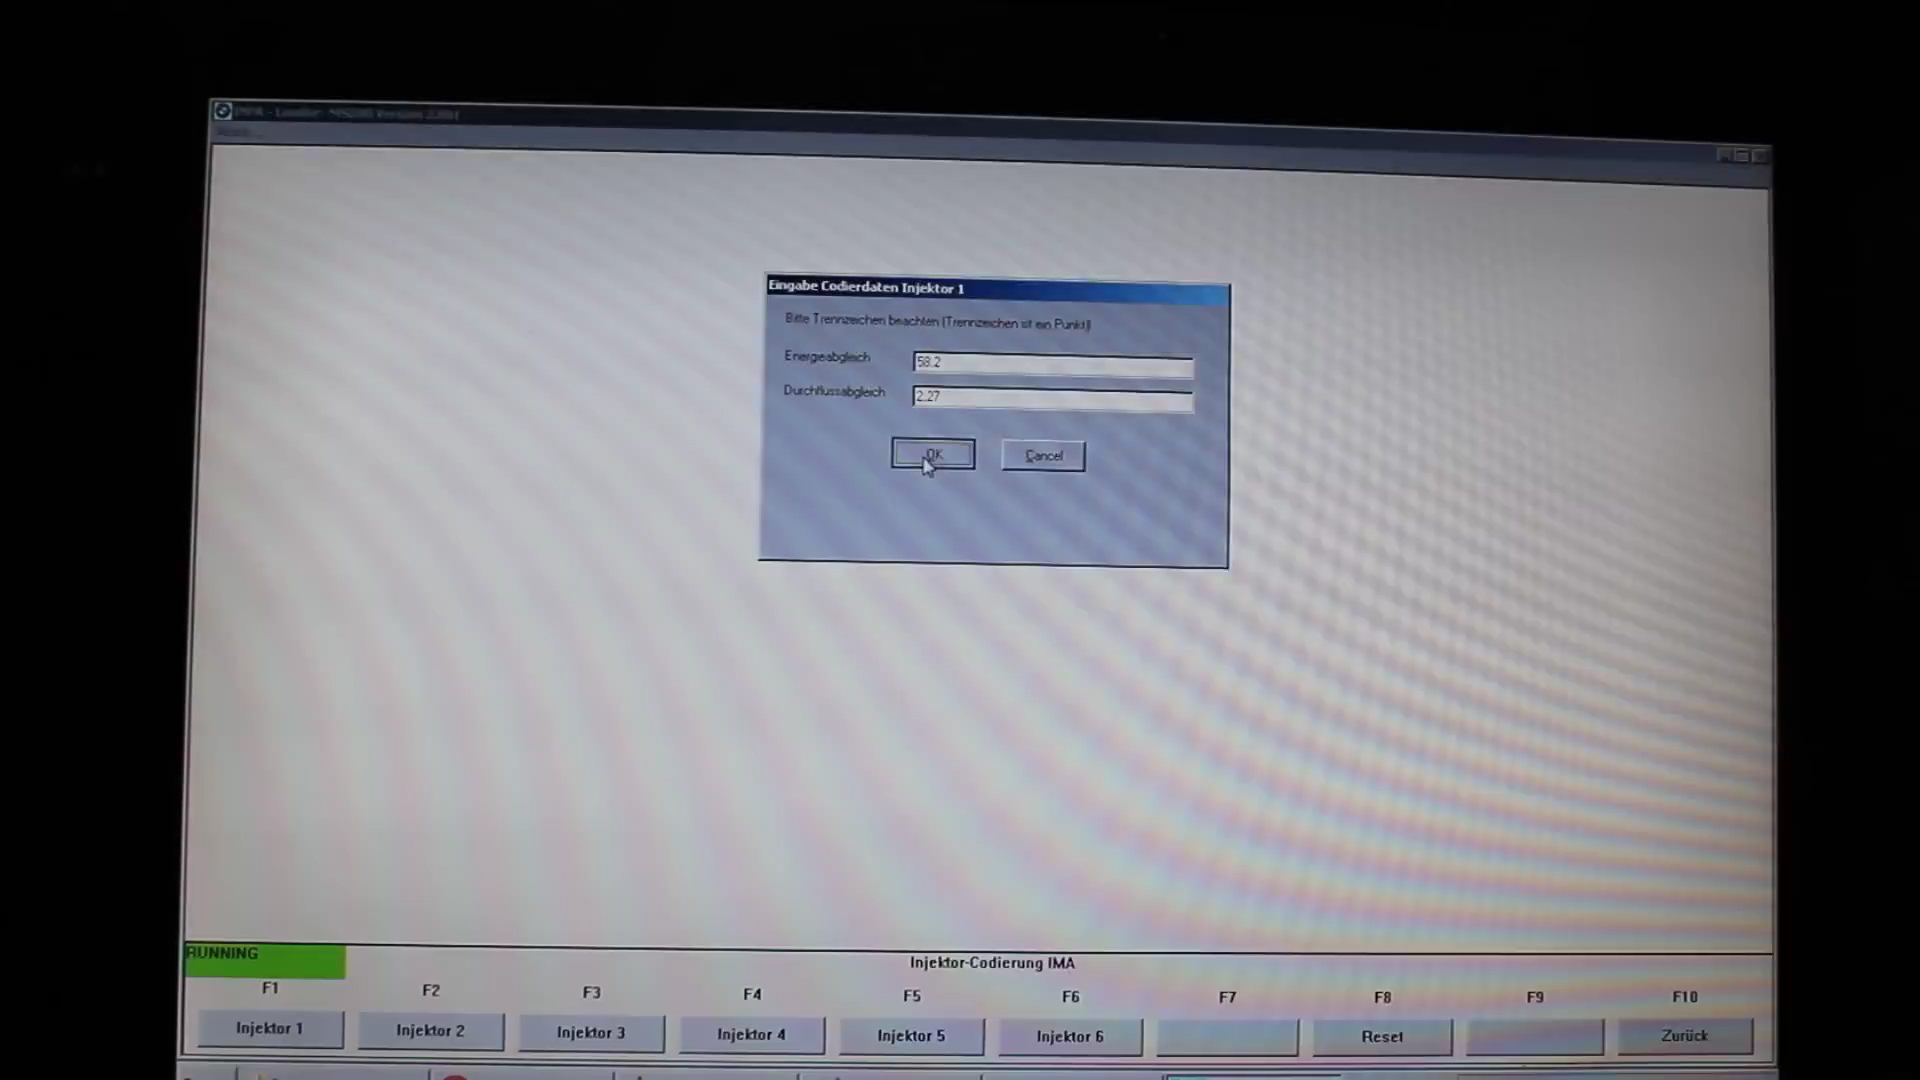 Eingabe Codierdaten Injektor 1
Bitte Trennzeichen beachten (Trennzeichen ist ein Punkt)!
Energieabgleich 58.2
Durchflussabgleich 2.27
OK Cancel
RUNNING
Injektor-Codierung IMA
F1 F2 F3 F4 F5 F6 F7 F8 F9 F10
Injektor 1 Injektor 2 Injektor 3 Injektor 4 Injektor 5 Injektor 6 Reset Zurück